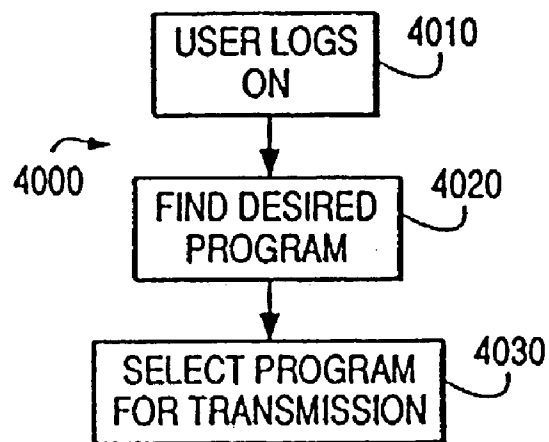 USER LOGS
ON
4010
4000
FIND DESIRED
PROGRAM
4020
SELECT PROGRAM
FOR TRANSMISSION
4030